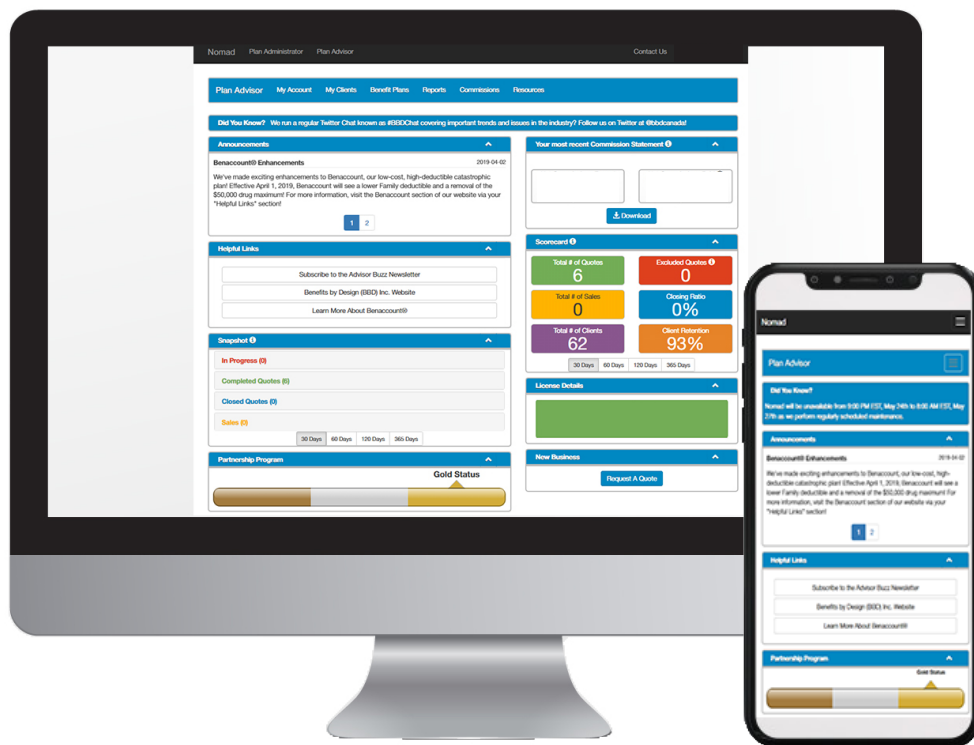 Nomad Plan Administrator Plan Advisor Contact Us
Plan Advisor My Account My Clients Benefit Plans Reports Commissions Resources
Did You Know? We run a regular Twitter Chat known as #BBDChat covering important trends and issues in the industry? Follow us on Twitter at @bbdcanada!
Announcements
Benaccount® Enhancements 2019-04-02
We've made exciting enhancements to Benaccount, our low-cost, high-deductible catastrophic
plan! Effective April 1, 2019, Benaccount will see a lower Family deductible and a removal of the
$50,000 drug maximum! For more information, visit the Benaccount section of our website via your
"Helpful Links" section!
1 2
Helpful Links
Subscribe to the Advisor Buzz Newsletter
Benefits by Design (BBD) Inc. Website
Learn More About Benaccount®
Snapshot
In Progress (0)
Completed Quotes (6)
Closed Quotes (0)
Sales (0)
30 Days 60 Days 120 Days 365 Days
Partnership Program
Gold Status
Your most recent Commission Statement
Download
Scorecard
Total # of Quotes
6
Excluded Quotes
0
Total # of Sales
0
Closing Ratio
0%
Total # of Clients
62
Client Retention
93%
30 Days 60 Days 120 Days 365 Days
License Details
New Business
Request A Quote
Nomad
Plan Advisor
Did You Know?
Nomad will be unavailable from 9:00 PM EST, May 24th to 8:00 AM EST, May
27th as we perform regularly scheduled maintenance.
Announcements
Benaccount® Enhancements 2019-04-02
We've made exciting enhancements to Benaccount, our low-cost, high-
deductible catastrophic plan! Effective April 1, 2019, Benaccount will see a
lower Family deductible and a removal of the $50,000 drug maximum! For
more information, visit the Benaccount section of our website via your
"Helpful Links" section!
1 2
Helpful Links
Subscribe to the Advisor Buzz Newsletter
Benefits by Design (BBD) Inc. Website
Learn More About Benaccount®
Partnership Program
Gold Status